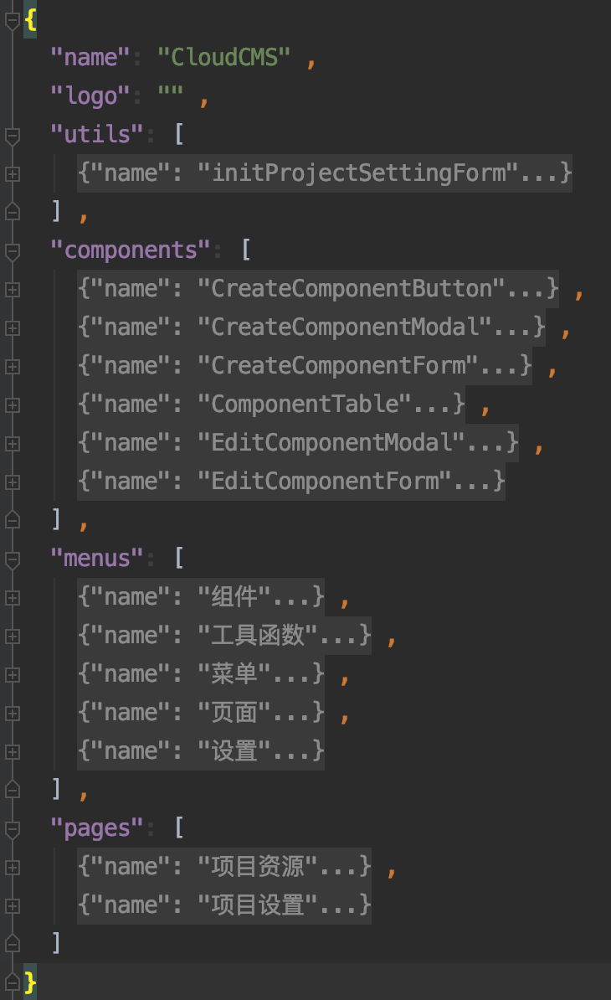 {
"name": "CloudCMS" ,
"logo": "" ,
"utils": [
{"name": "initProjectSettingForm"...}
] ,
"components": [
{"name": "CreateComponentButton"...} ,
{"name": "CreateComponentModal"...} ,
{"name": "CreateComponentForm"...} ,
{"name": "ComponentTable"...} ,
{"name": "EditComponentModal"...} ,
{"name": "EditComponentForm"...}
] ,
"menus": [
{"name": "组件"...} ,
{"name": "工具函数"...} ,
{"name": "菜单"...} ,
{"name": "页面"...} ,
{"name": "设置"...}
] ,
"pages": [
{"name": "项目资源"...} ,
{"name": "项目设置"...}
]
}